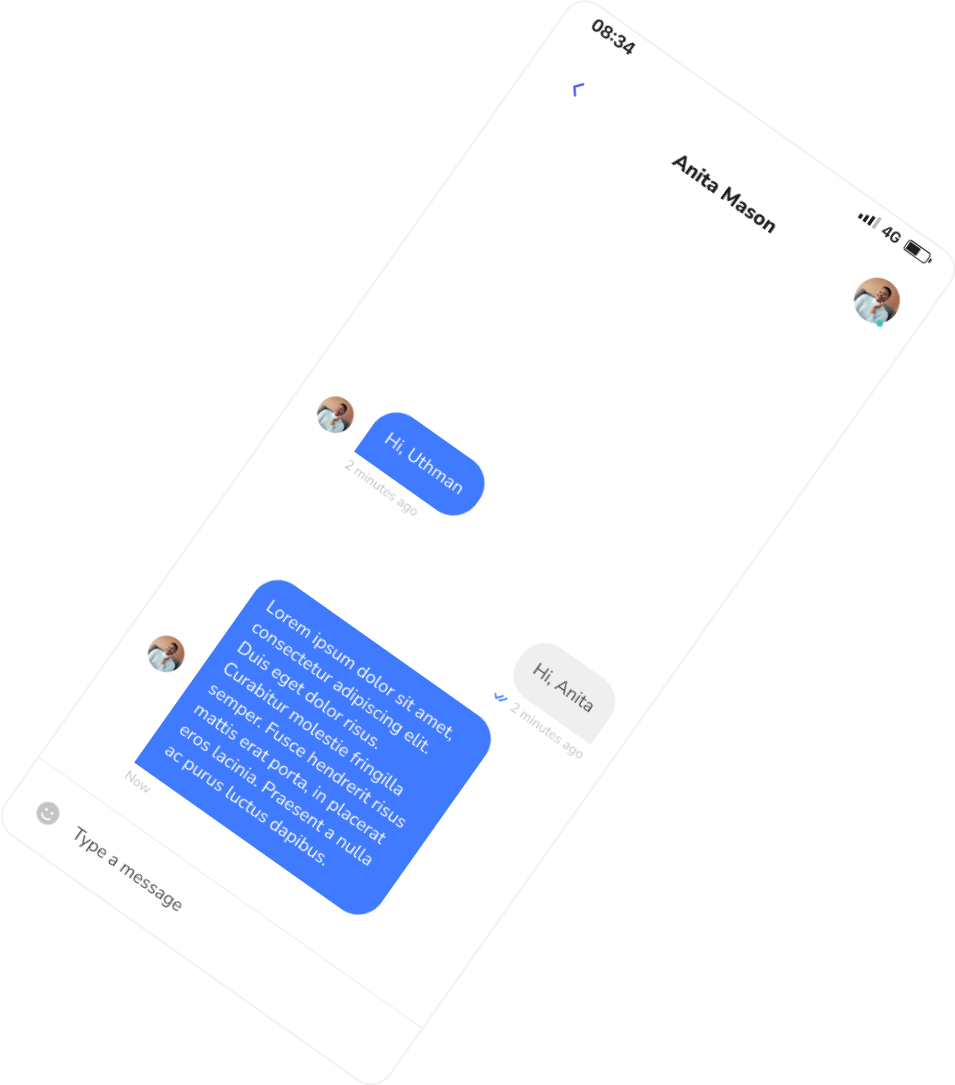 08:34
4G
Anita Mason
Hi, Uthman
2 minutes ago
Hi, Anita
2 minutes ago
Lorem ipsum dolor sit amet,
consectetur adipiscing elit.
Duis eget dolor risus.
Curabitur molestie fringilla
semper. Fusce hendrerit risus
mattis erat porta, in placerat
eros lacinia. Praesent a nulla
ac purus luctus dapibus.
Now
Type a message